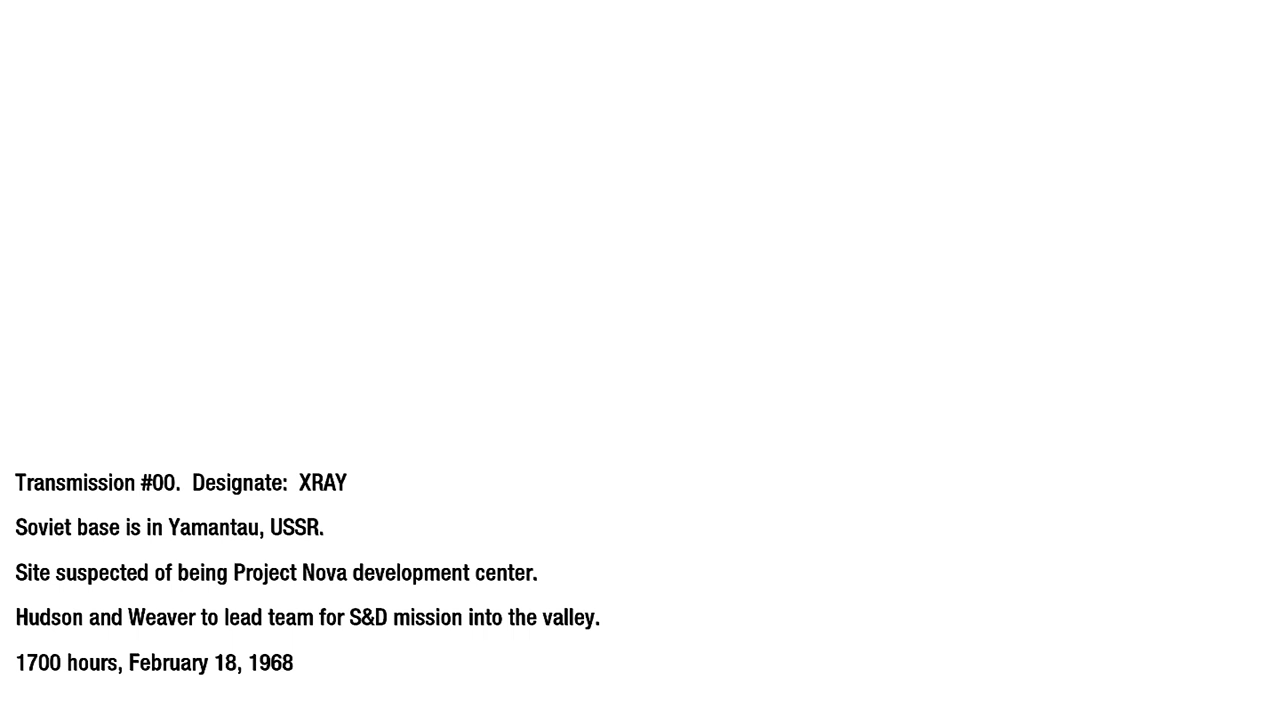 Transmission #00.  Designate:  XRAY
Soviet base is in Yamantau, USSR.
Site suspected of being Project Nova development center.
Hudson and Weaver to lead team for S&D mission into the valley.
1700 hours, February 18, 1968